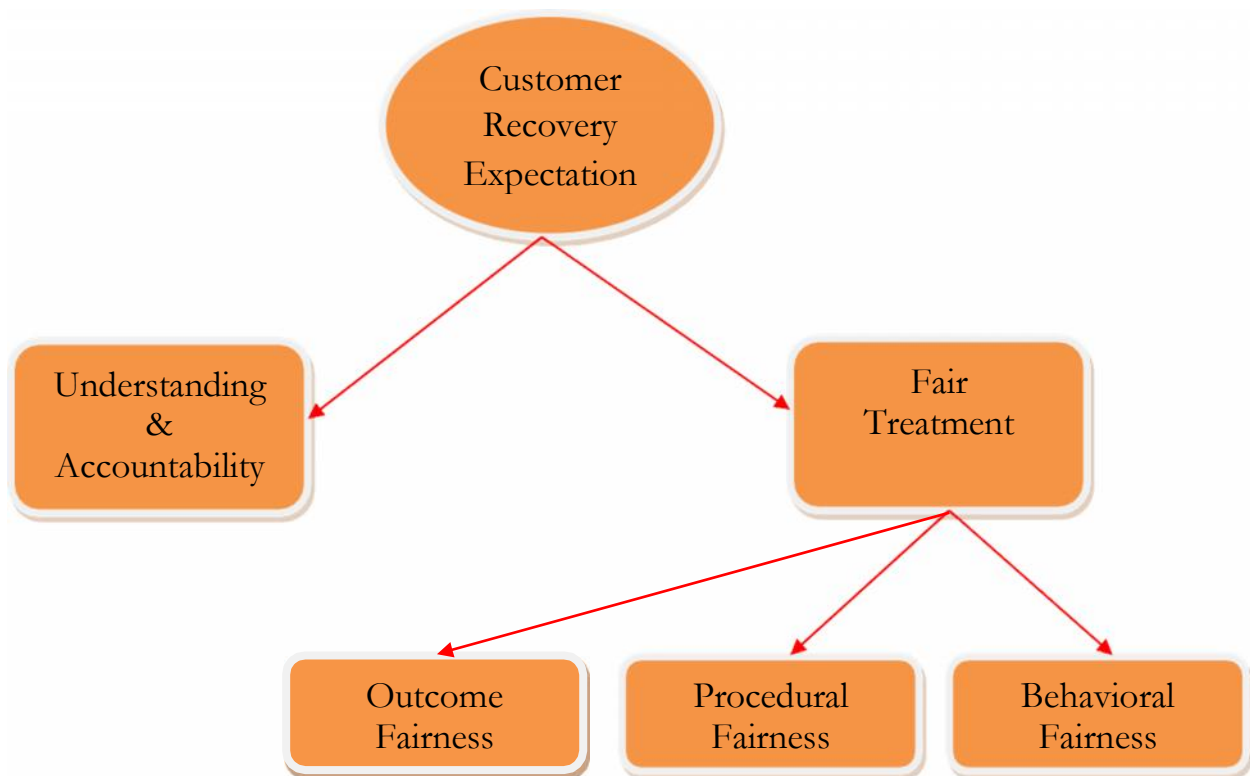 Customer
Recovery
Expectation
Understanding
&
Accountability
Fair
Treatment
Outcome
Fairness
Procedural
Fairness
Behavioral
Fairness